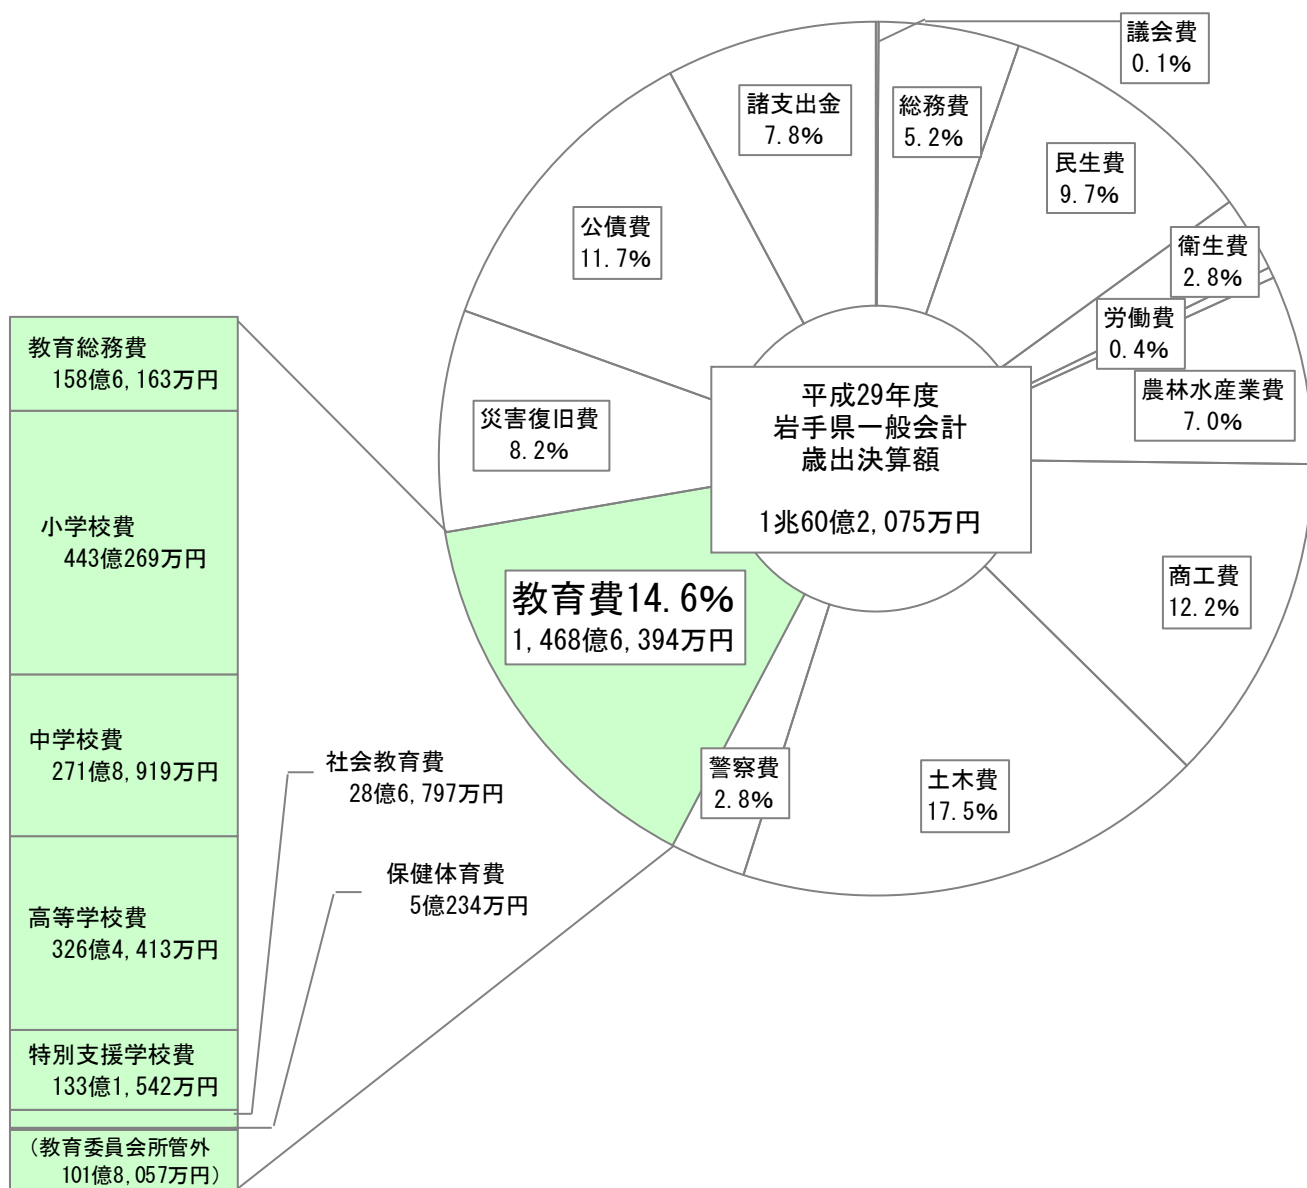 議会費
0.1%
総務費
5.2%
民生費
9.7%
衛生費
2.8%
労働費
0.4%
農林水産業費
7.0%
商工費
12.2%
土木費
17.5%
警察費
2.8%
教育費14.6%
1,468億6,394万円
災害復旧費
8.2%
公債費
11.7%
諸支出金
7.8%
平成29年度
岩手県一般会計
歳出決算額
1兆60億2,075万円
教育総務費
158億6,163万円
小学校費
443億269万円
中学校費
271億8,919万円
高等学校費
326億4,413万円
特別支援学校費
133億1,542万円
社会教育費
28億6,797万円
保健体育費
5億234万円
(教育委員会所管外
101億8,057万円)